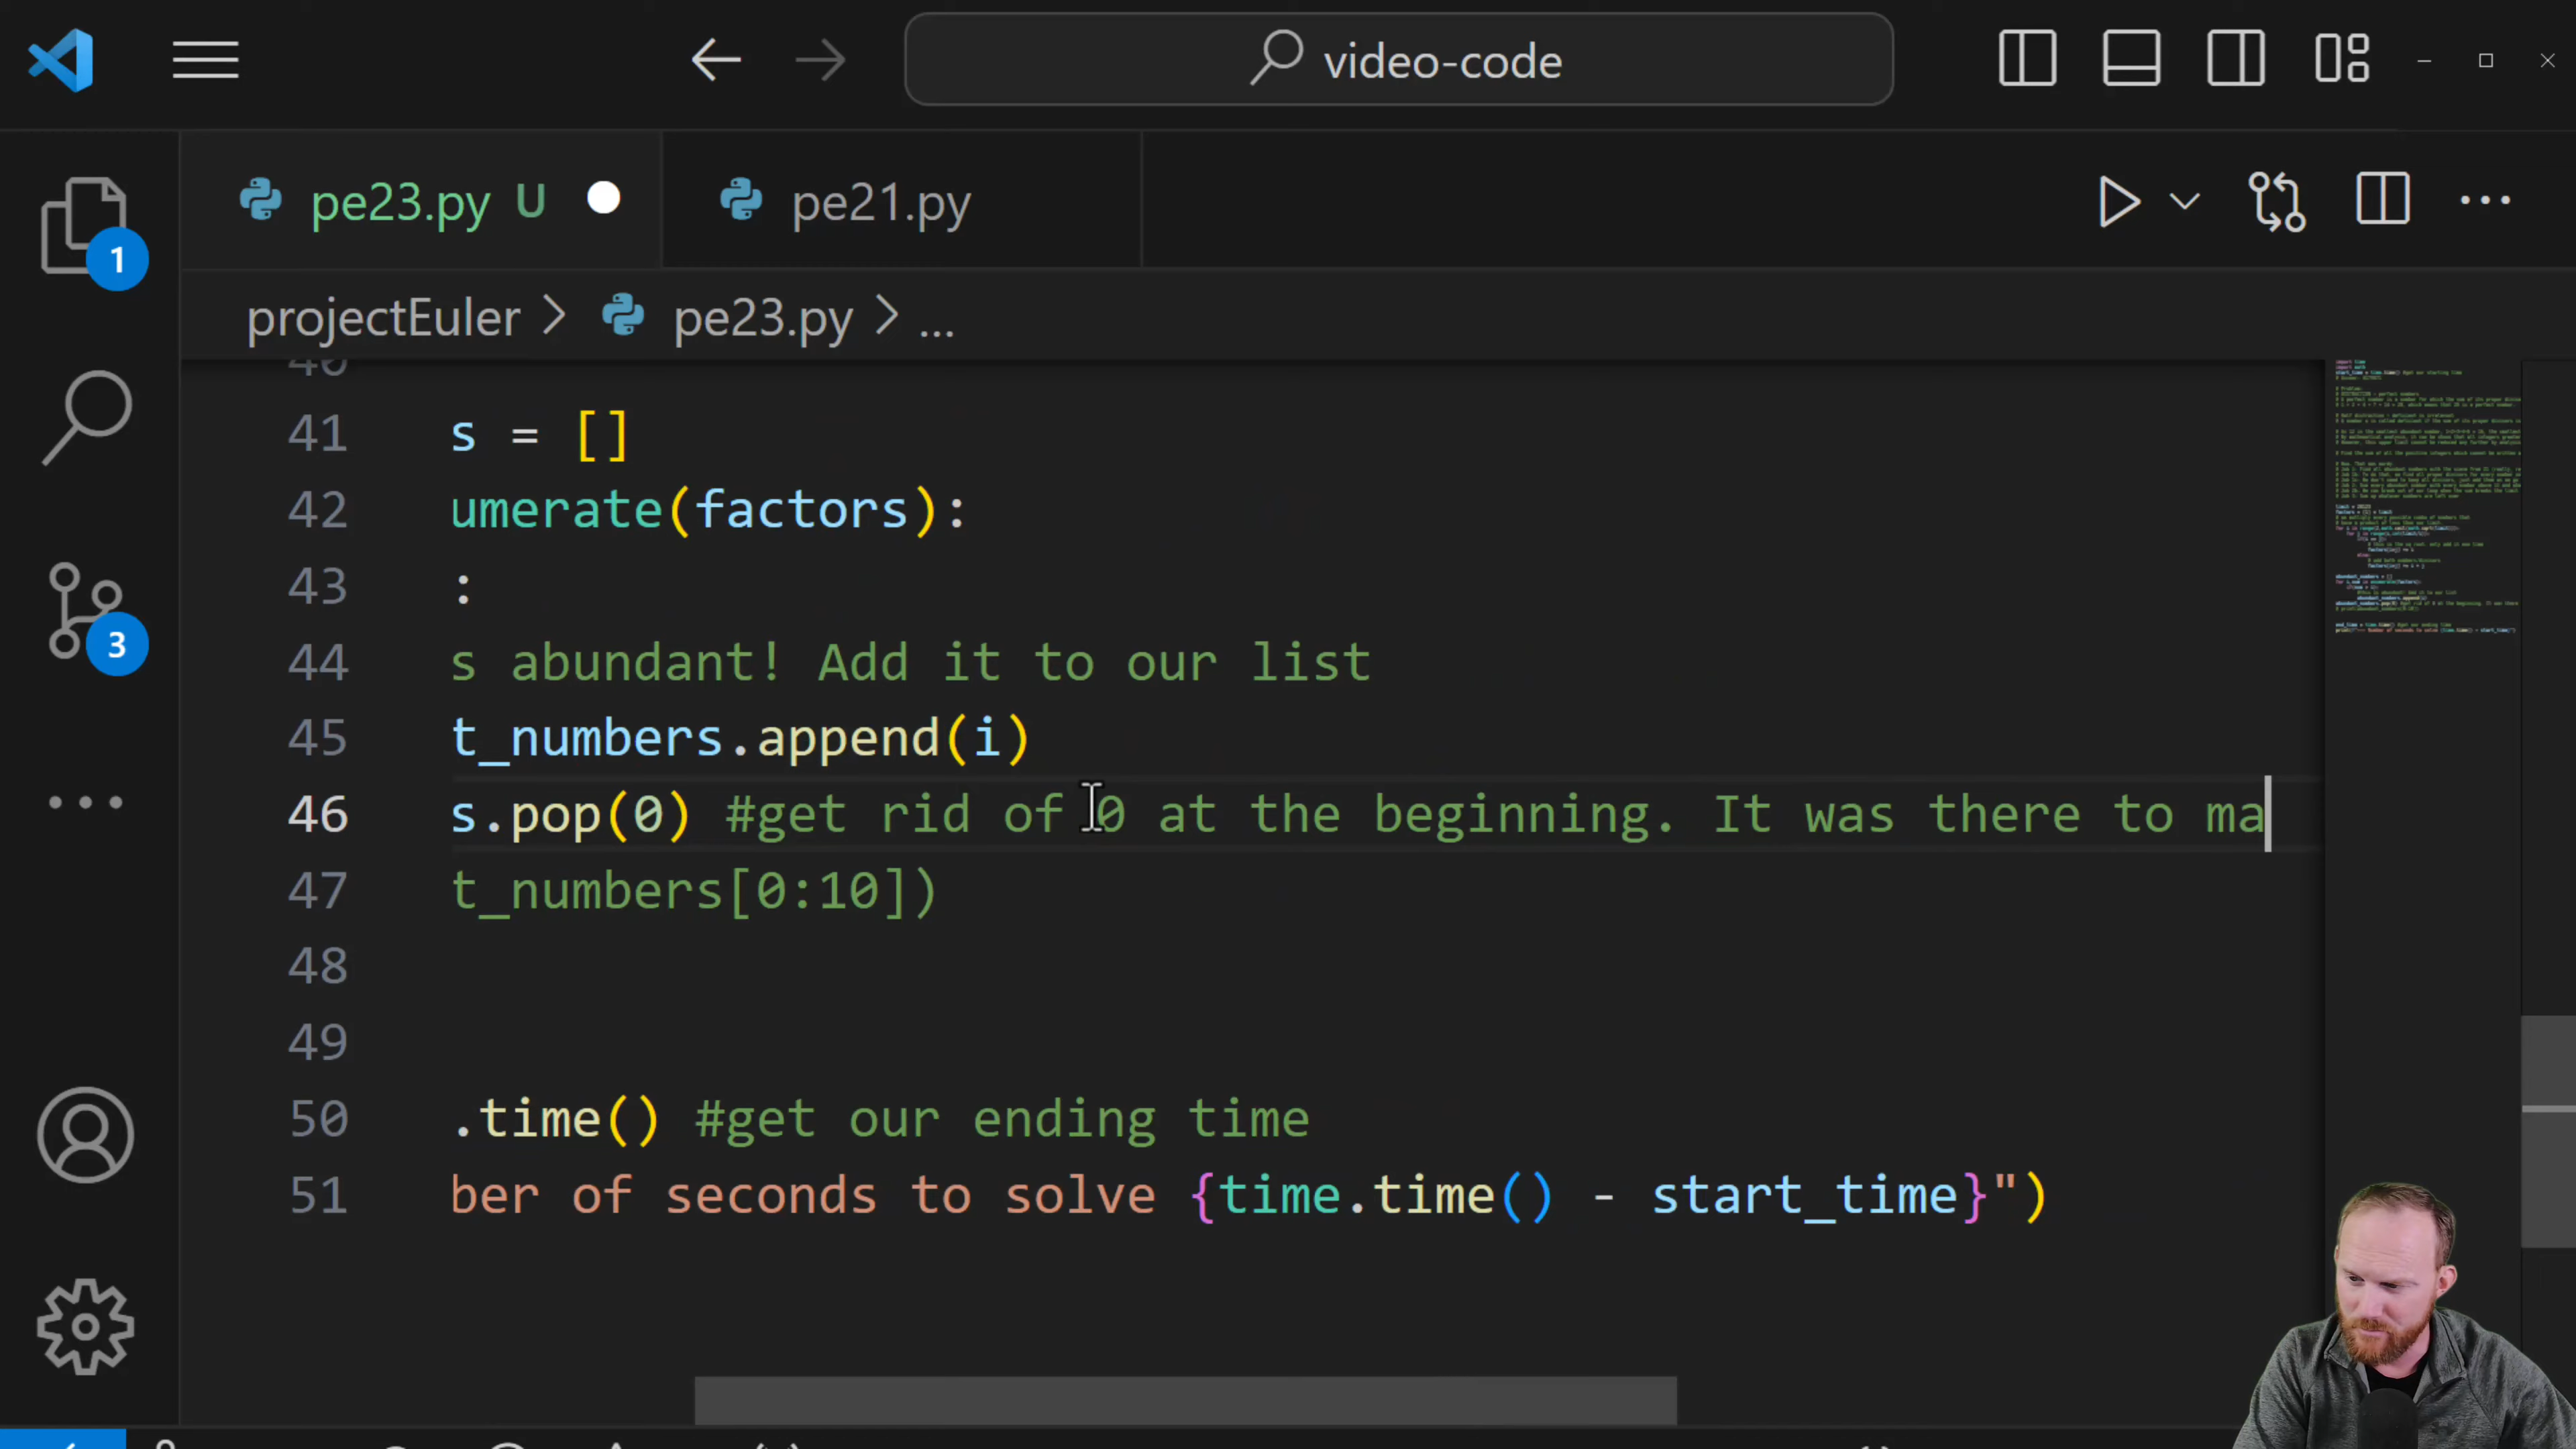 video-code
pe23.py U
pe21.py
1
projectEuler > pe23.py > ...
40
41 s = []
42 umerate(factors):
43 :
44 s abundant! Add it to our list
45 t_numbers.append(i)
46 s.pop(0) #get rid of 0 at the beginning. It was there to ma
47 t_numbers[0:10])
48
49
50 .time() #get our ending time
51 ber of seconds to solve {time.time() - start_time}")
3